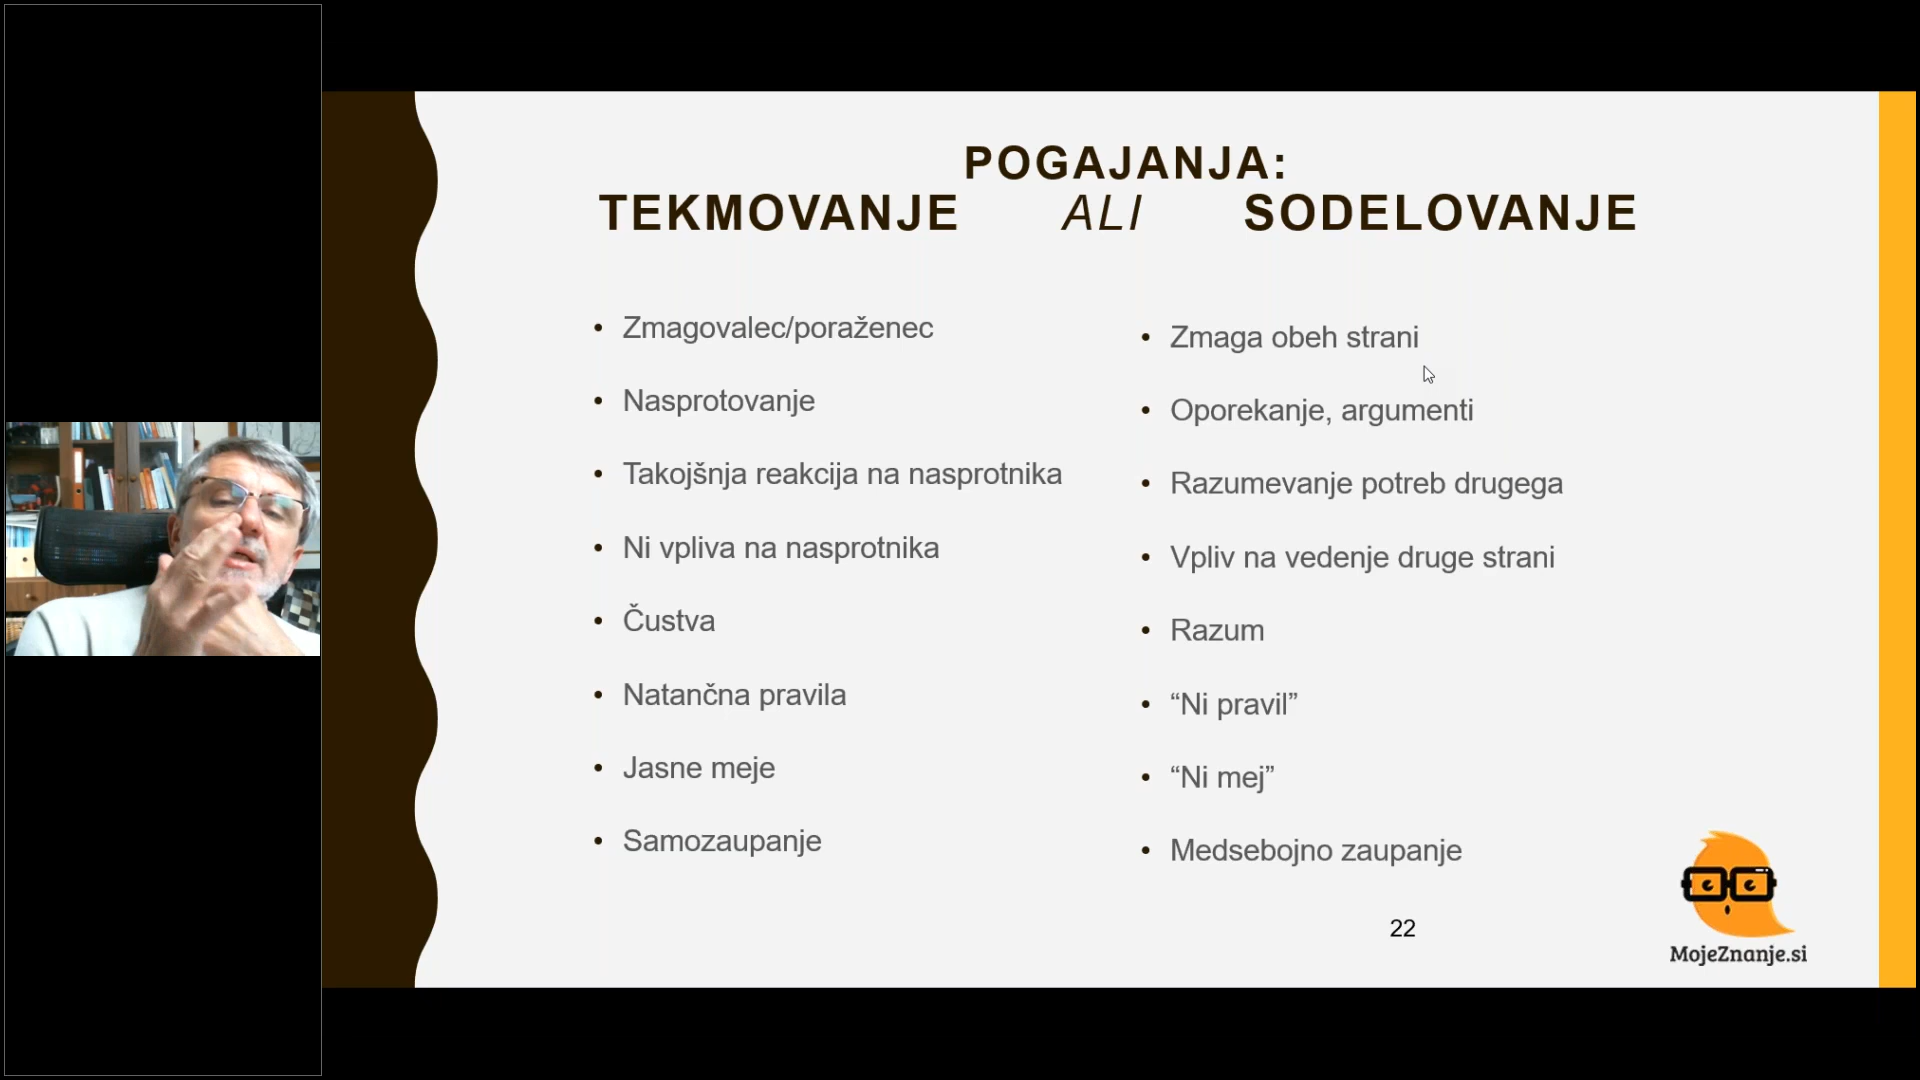 POGAJANJA:
TEKMOVANJE ALI SODELOVANJE
• Zmagovalec/poraženec
• Nasprotovanje
• Takojšnja reakcija na nasprotnika
• Ni vpliva na nasprotnika
• Čustva
• Natančna pravila
• Jasne meje
• Samozaupanje
• Zmaga obeh strani
• Oporekanje, argumenti
• Razumevanje potreb drugega
• Vpliv na vedenje druge strani
• Razum
• “Ni pravil”
• “Ni mej”
• Medsebojno zaupanje
22
MojeZnanje.si